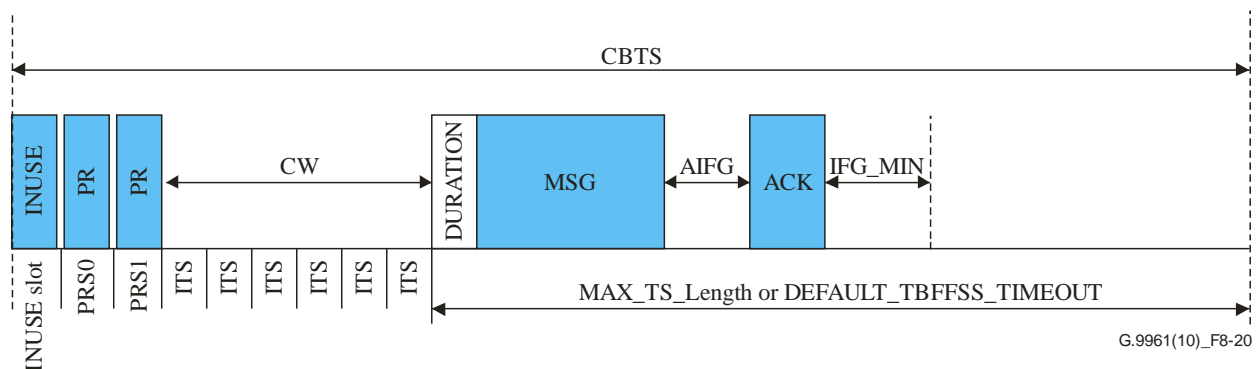 CBTS
INUSE
PR
PR
CW
DURATION
MSG
AIFG
ACK
IFG_MIN
INUSE slot
PRS0
PRS1
ITS
ITS
ITS
ITS
ITS
ITS
MAX_TS_Length or DEFAULT_TBFFSS_TIMEOUT
G.9961(10)_F8-20